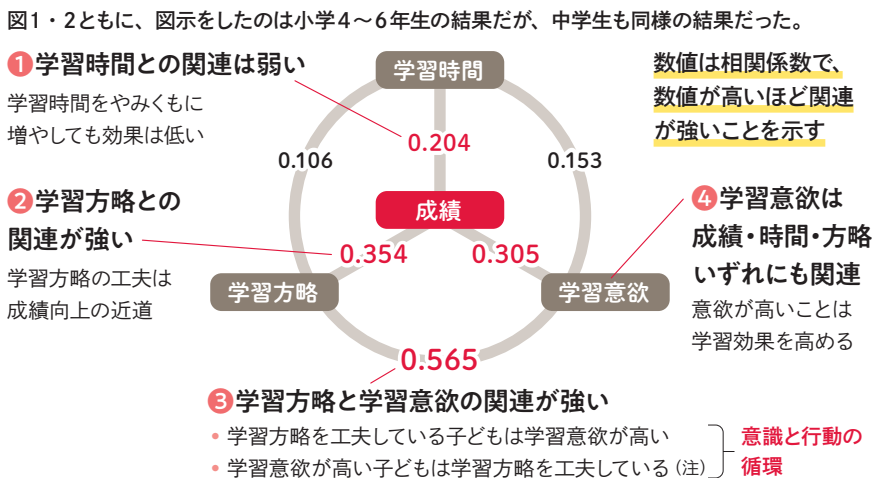 図1・2ともに、図示をしたのは小学4～6年生の結果だが、中学生も同様の結果だった。
❶学習時間との関連は弱い
学習時間をやみくもに
増やしても効果は低い
学習時間
数値は相関係数で、
数値が高いほど関連
が強いことを示す
0.204
0.106
0.153
❷学習方略との
関連が強い
学習方略の工夫は
成績向上の近道
成績
0.354
0.305
学習方略
学習意欲
❹学習意欲は
成績・時間・方略
いずれにも関連
意欲が高いことは
学習効果を高める
0.565
❸学習方略と学習意欲の関連が強い
• 学習方略を工夫している子どもは学習意欲が高い
• 学習意欲が高い子どもは学習方略を工夫している（注）
意識と行動の
循環